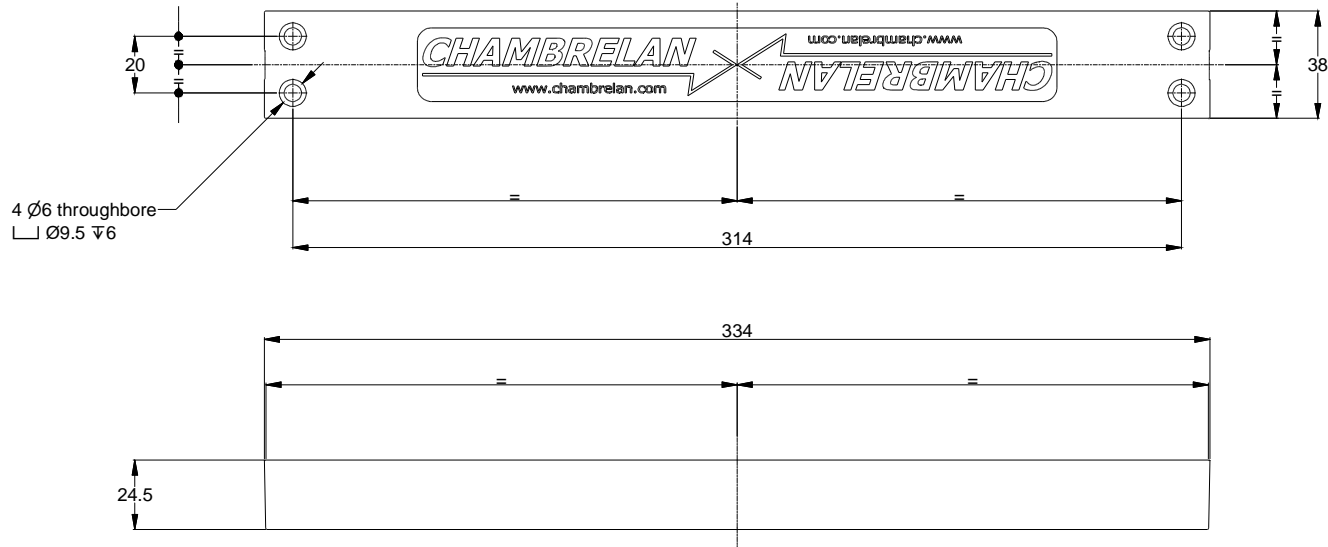 CHAMBRELAN
www.chambrelan.com
www.chambrelan.com
CHAMBRELAN
=
=
20
=
=
38
4 Ø6 throughbore
⌴ Ø9.5 ↧6
=
=
314
334
=
=
24.5